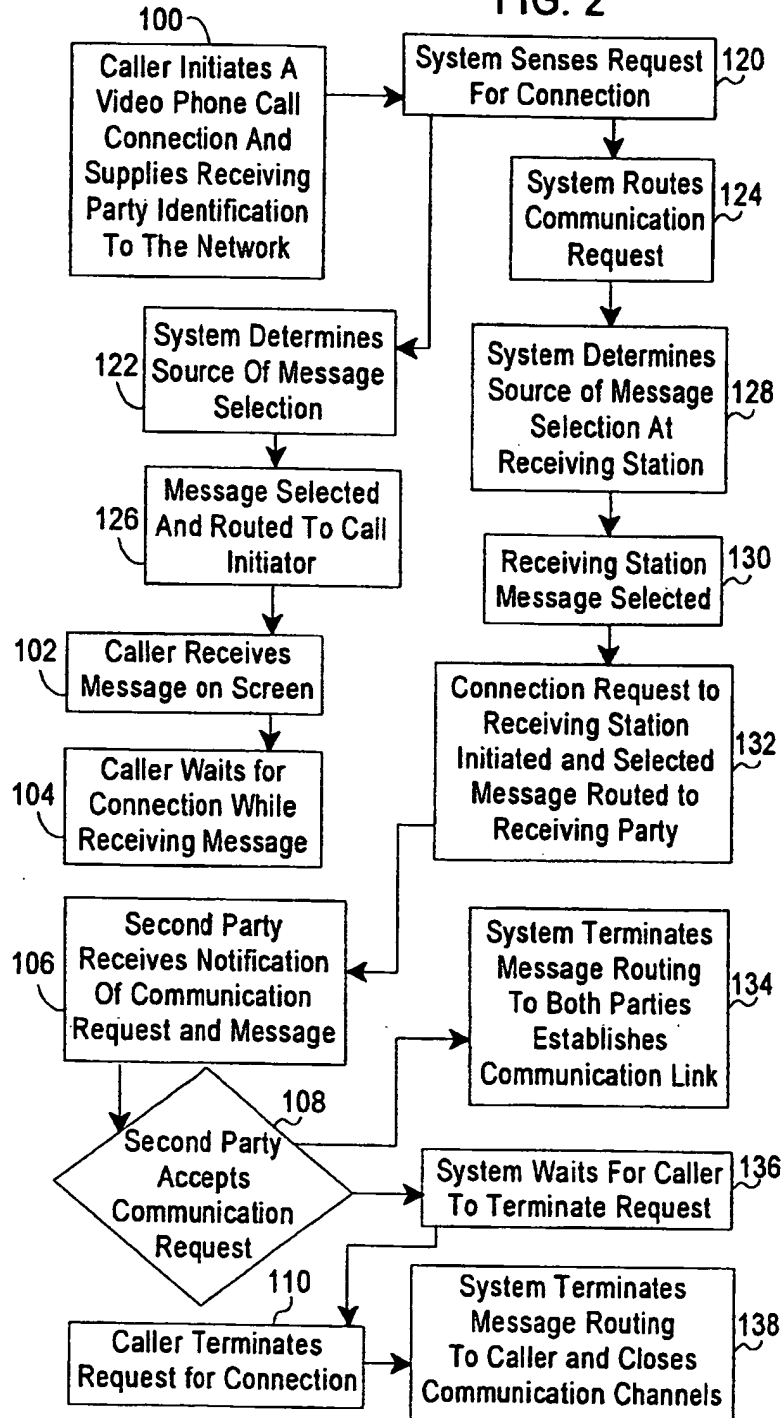 FIG. 2
100
Caller Initiates A
Video Phone Call
Connection And
Supplies Receiving
Party Identification
To The Network
System Senses Request
For Connection
120
System Routes
Communication
Request
124
System Determines
Source Of Message
Selection
122
System Determines
Source of Message
Selection At
Receiving Station
128
Message Selected
And Routed To Call
Initiator
126
Receiving Station
Message Selected
130
102
Caller Receives
Message on Screen
Connection Request to
Receiving Station
Initiated and Selected
Message Routed to
Receiving Party
132
104
Caller Waits for
Connection While
Receiving Message
106
Second Party
Receives Notification
Of Communication
Request and Message
System Terminates
Message Routing
To Both Parties
Establishes
Communication Link
134
108
Second Party
Accepts
Communication
Request
System Waits For Caller
To Terminate Request
136
110
Caller Terminates
Request for Connection
System Terminates
Message Routing
To Caller and Closes
Communication Channels
138